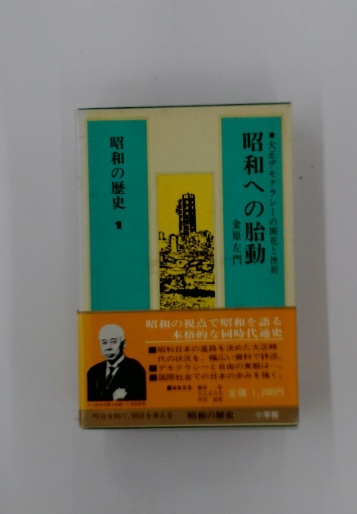 ●大正デモクラシーの開花と挫折
昭和への胎動
金原左門
昭和の歴史
1
昭和の視点で昭和を語る
本格的な同時代通史
■昭和日本の進路を決めた大正時
代の状況を、幅広い資料で詳述。
■デモクラシーと自由の実態は…。
■国際社会での日本の歩みを描く。
定価 1,200円
昭和の歴史
小学館